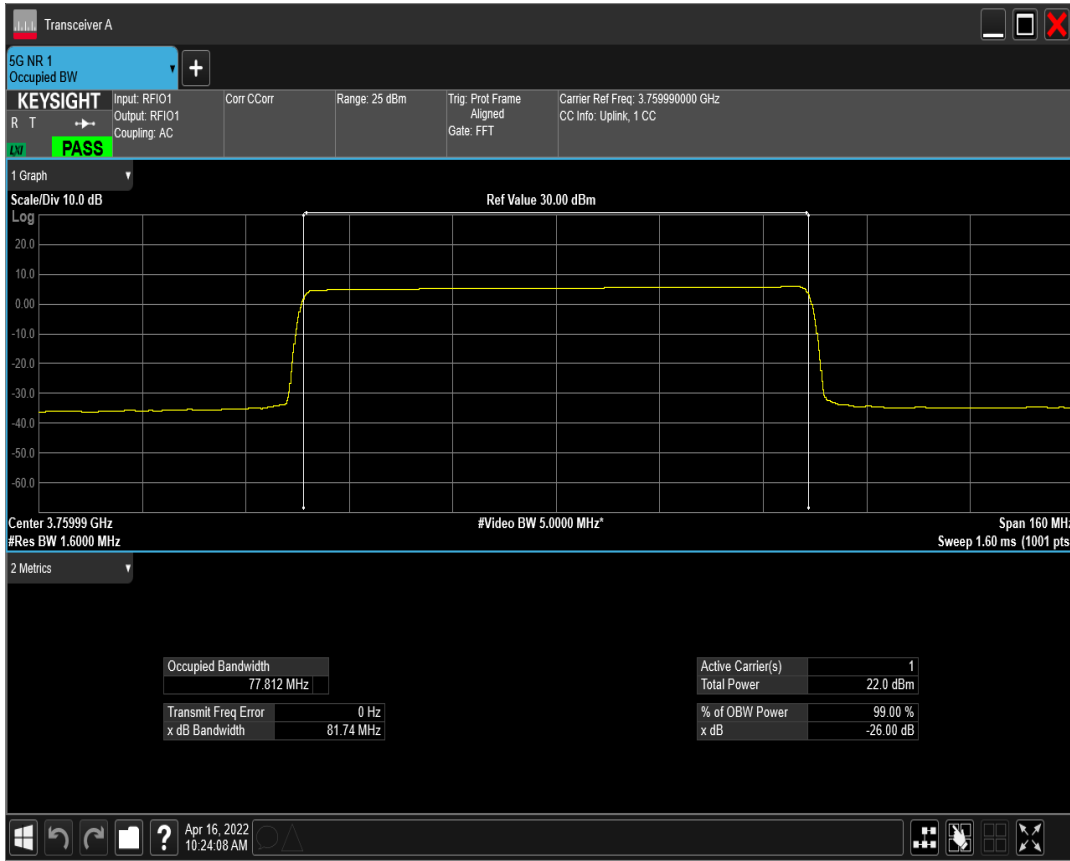 Transceiver A
5G NR 1
Occupied BW
+
KEYSIGHT
R T
LXI
PASS
Input: RFIO1
Output: RFIO1
Coupling: AC
Corr CCorr
Range: 25 dBm
Trig: Prot Frame
Aligned
Gate: FFT
Carrier Ref Freq: 3.759990000 GHz
CC Info: Uplink, 1 CC
1 Graph
Scale/Div 10.0 dB
Ref Value 30.00 dBm
Log
20.0
10.0
0.00
-10.0
-20.0
-30.0
-40.0
-50.0
-60.0
Center 3.75999 GHz
#Video BW 5.0000 MHz*
Span 160 MHz
#Res BW 1.6000 MHz
Sweep 1.60 ms (1001 pts
2 Metrics
Occupied Bandwidth
77.812 MHz
Transmit Freq Error 0 Hz
x dB Bandwidth 81.74 MHz
Active Carrier(s) 1
Total Power 22.0 dBm
% of OBW Power 99.00 %
x dB -26.00 dB
?
Apr 16, 2022
10:24:08 AM